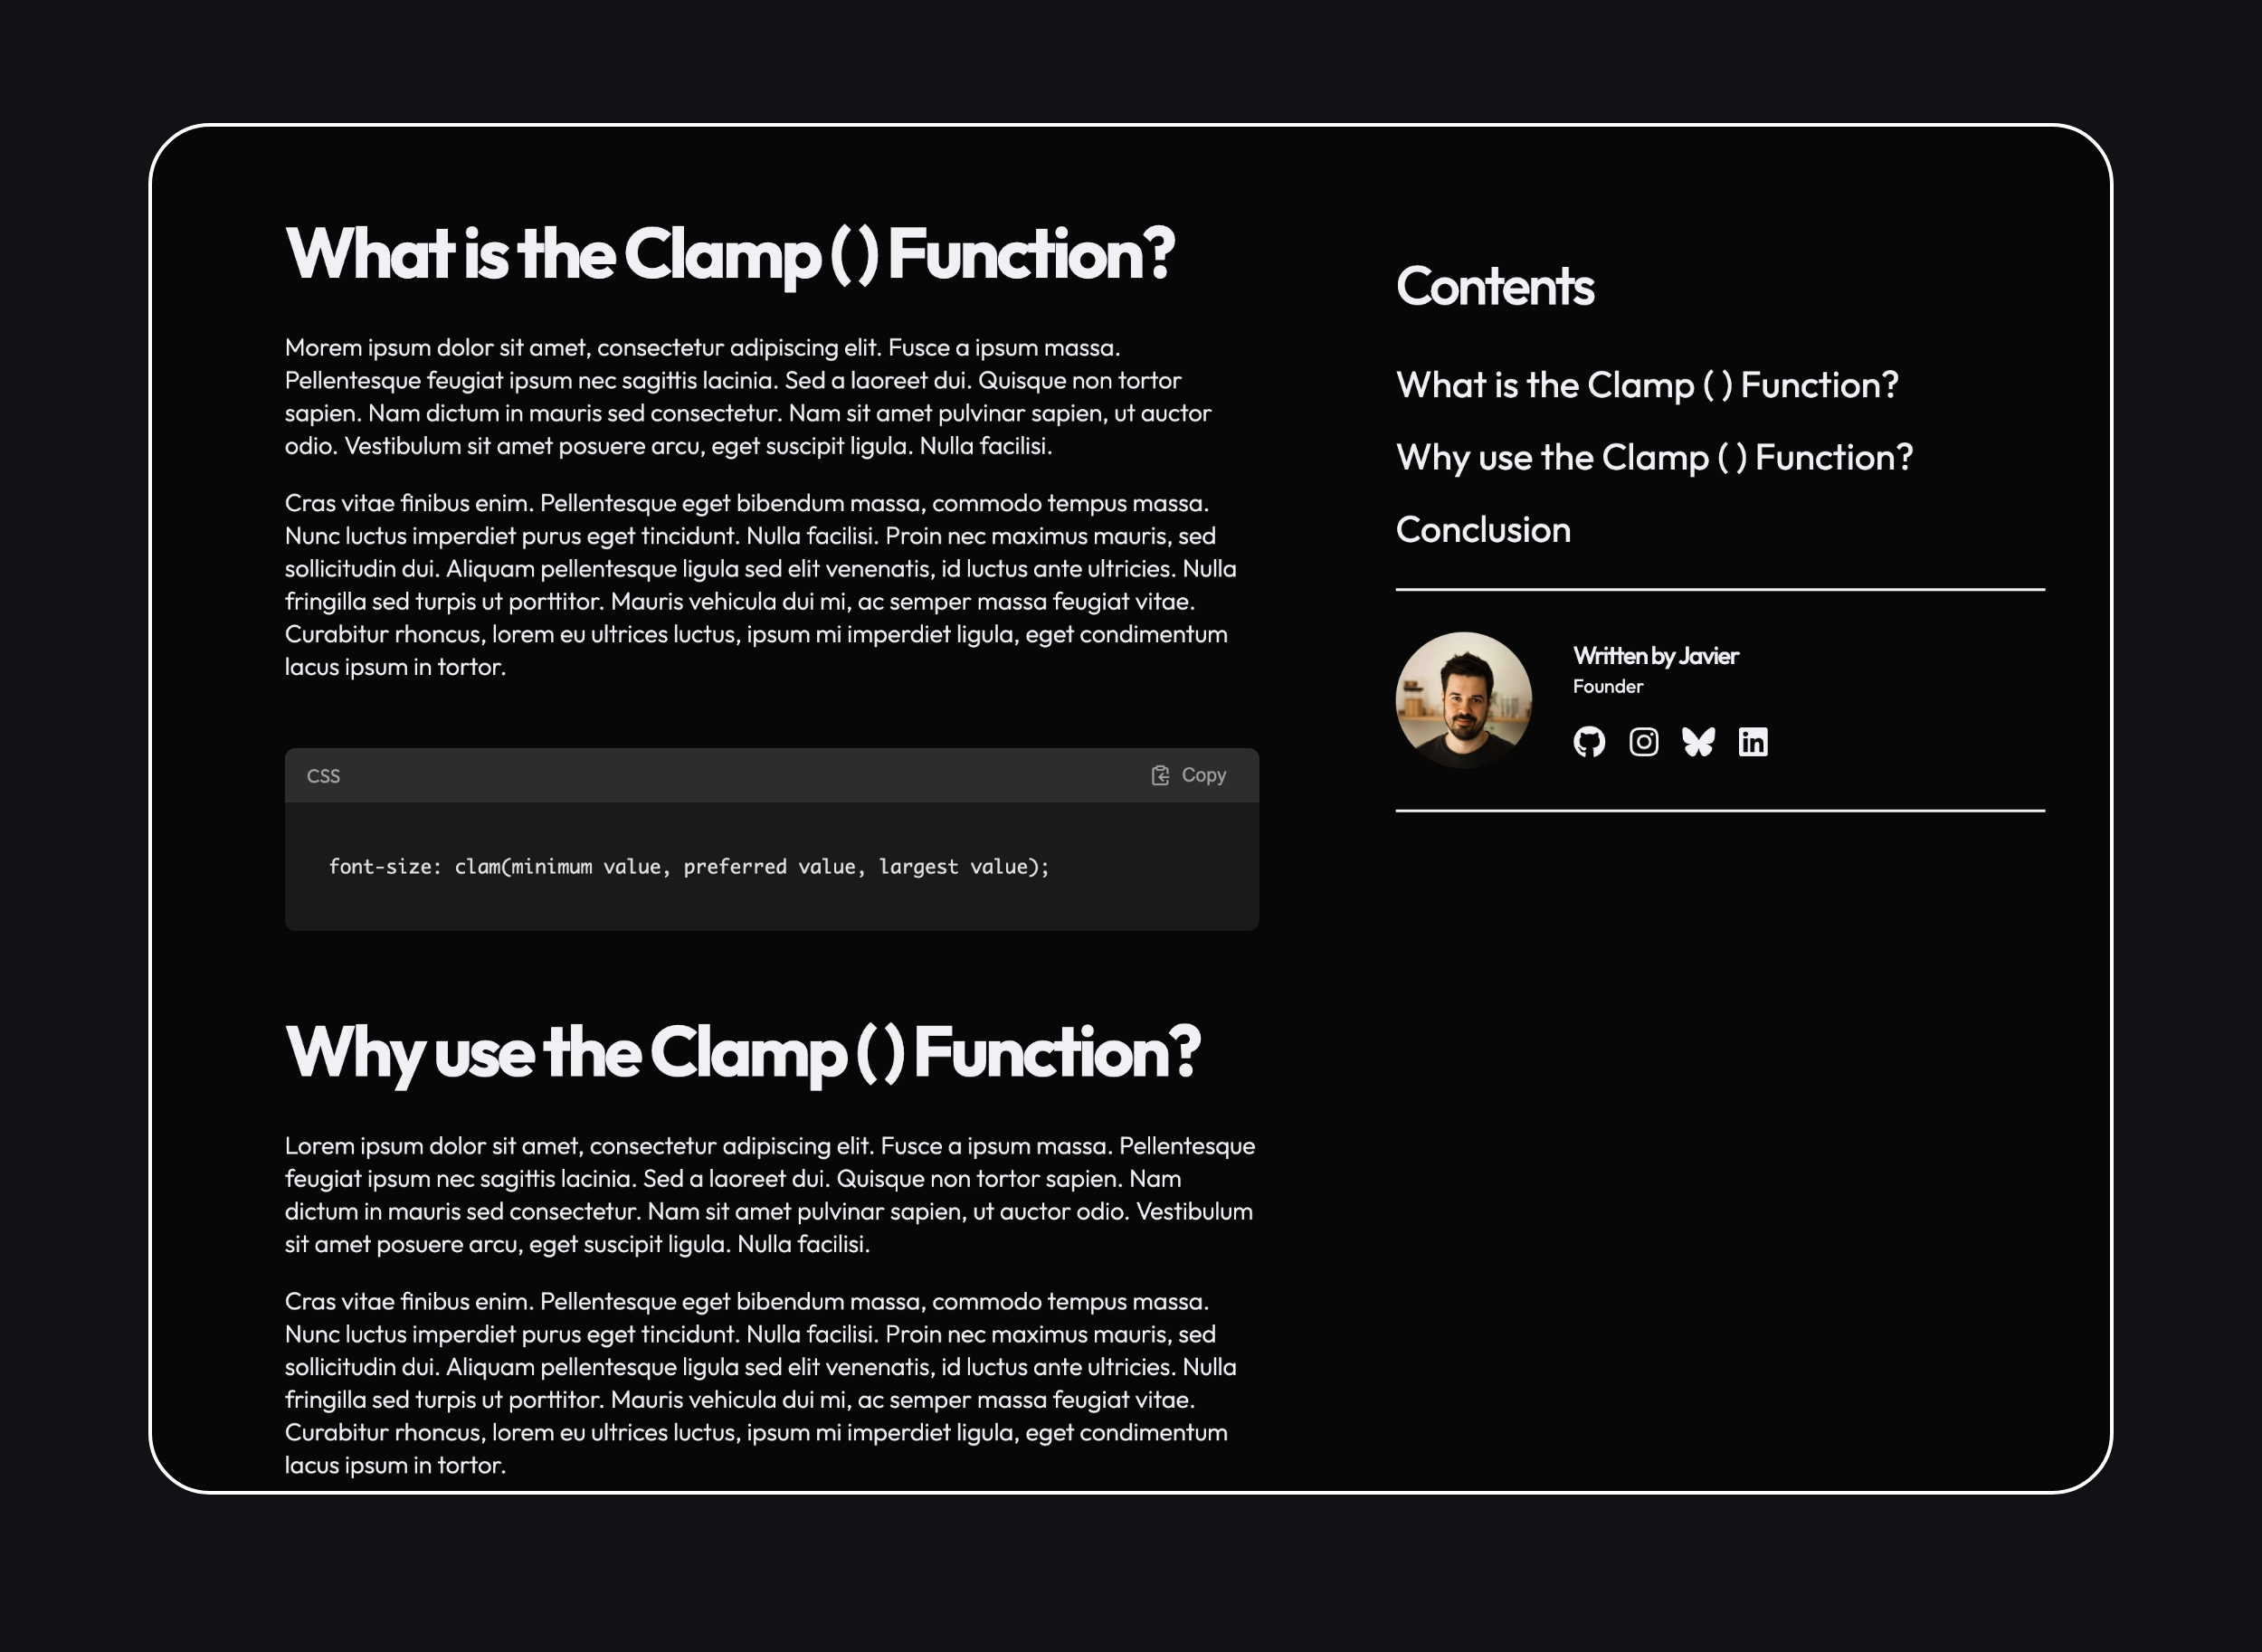 What is the Clamp ( ) Function?
Morem ipsum dolor sit amet, consectetur adipiscing elit. Fusce a ipsum massa.
Pellentesque feugiat ipsum nec sagittis lacinia. Sed a laoreet dui. Quisque non tortor
sapien. Nam dictum in mauris sed consectetur. Nam sit amet pulvinar sapien, ut auctor
odio. Vestibulum sit amet posuere arcu, eget suscipit ligula. Nulla facilisi.
Cras vitae finibus enim. Pellentesque eget bibendum massa, commodo tempus massa.
Nunc luctus imperdiet purus eget tincidunt. Nulla facilisi. Proin nec maximus mauris, sed
sollicitudin dui. Aliquam pellentesque ligula sed elit venenatis, id luctus ante ultricies. Nulla
fringilla sed turpis ut porttitor. Mauris vehicula dui mi, ac semper massa feugiat vitae.
Curabitur rhoncus, lorem eu ultrices luctus, ipsum mi imperdiet ligula, eget condimentum
lacus ipsum in tortor.
CSS
Copy
font-size: clam(minimum value, preferred value, largest value);
Why use the Clamp ( ) Function?
Lorem ipsum dolor sit amet, consectetur adipiscing elit. Fusce a ipsum massa. Pellentesque
feugiat ipsum nec sagittis lacinia. Sed a laoreet dui. Quisque non tortor sapien. Nam
dictum in mauris sed consectetur. Nam sit amet pulvinar sapien, ut auctor odio. Vestibulum
sit amet posuere arcu, eget suscipit ligula. Nulla facilisi.
Cras vitae finibus enim. Pellentesque eget bibendum massa, commodo tempus massa.
Nunc luctus imperdiet purus eget tincidunt. Nulla facilisi. Proin nec maximus mauris, sed
sollicitudin dui. Aliquam pellentesque ligula sed elit venenatis, id luctus ante ultricies. Nulla
fringilla sed turpis ut porttitor. Mauris vehicula dui mi, ac semper massa feugiat vitae.
Curabitur rhoncus, lorem eu ultrices luctus, ipsum mi imperdiet ligula, eget condimentum
lacus ipsum in tortor.
Contents
What is the Clamp ( ) Function?
Why use the Clamp ( ) Function?
Conclusion
Written by Javier
Founder
in